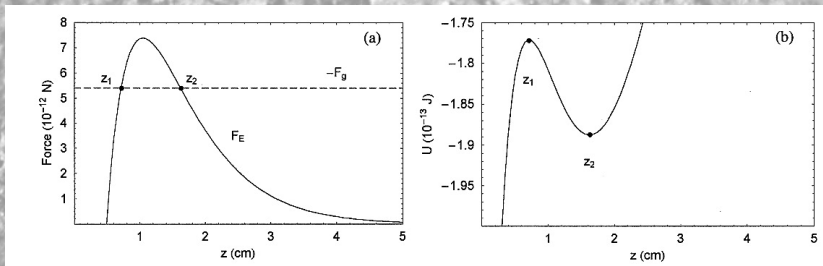 (a)
8
7
6
5
4
3
2
1
Force (10⁻¹² N)
z₁
z₂
−Fg
FE
1
2
3
4
5
z (cm)
(b)
−1.75
−1.8
−1.85
−1.9
−1.95
U (10⁻¹³ J)
z₁
z₂
1
2
3
4
5
z (cm)